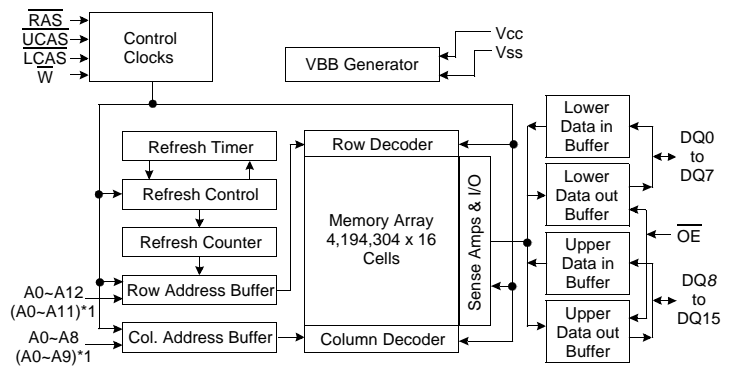 RAS
UCAS
LCAS
W
Control
Clocks
VBB Generator
Vcc
Vss
Refresh Timer
Refresh Control
Refresh Counter
Row Address Buffer
Col. Address Buffer
A0~A12
(A0~A11)*1
A0~A8
(A0~A9)*1
Row Decoder
Memory Array
4,194,304 x 16
Cells
Column Decoder
Sense Amps & I/O
Lower
Data in
Buffer
Lower
Data out
Buffer
Upper
Data in
Buffer
Upper
Data out
Buffer
DQ0
to
DQ7
OE
DQ8
to
DQ15